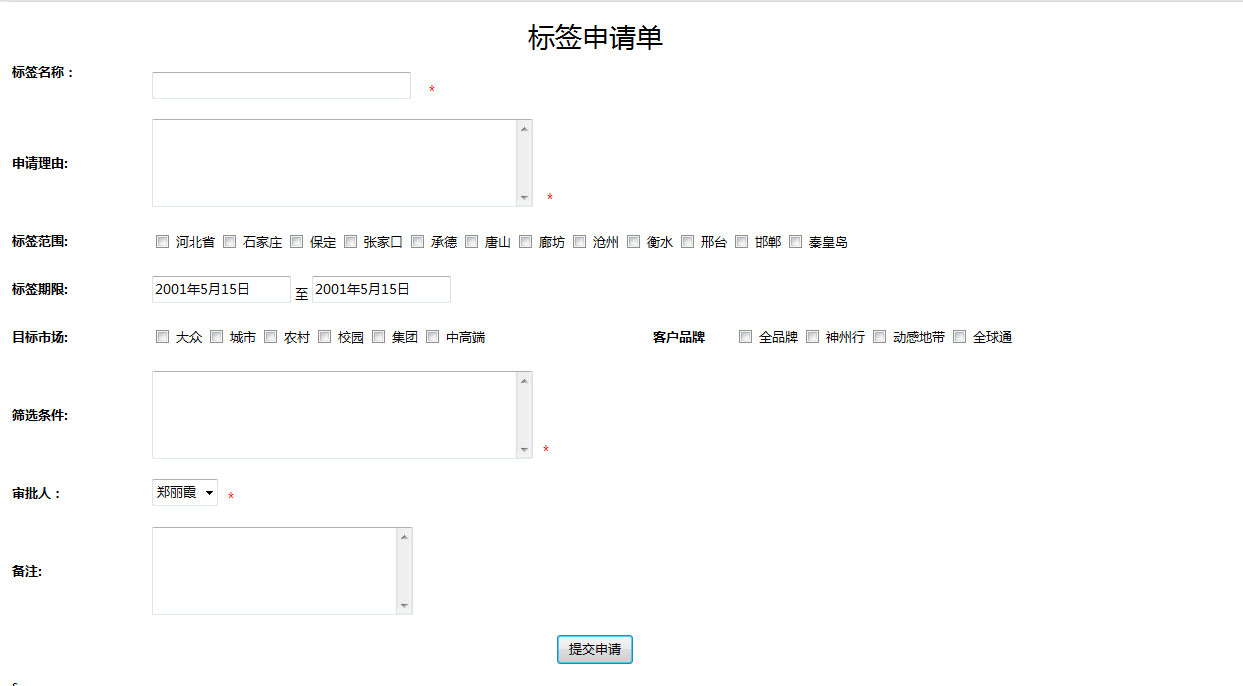 标签申请单
标签名称：
*
申请理由:
*
标签范围: 河北省 石家庄 保定 张家口 承德 唐山 廊坊 沧州 衡水 邢台 邯郸 秦皇岛
标签期限: 2001年5月15日 至 2001年5月15日
目标市场: 大众 城市 农村 校园 集团 中高端 客户品牌 全品牌 神州行 动感地带 全球通
筛选条件:
*
审批人： 郑丽霞 *
备注:
提交申请